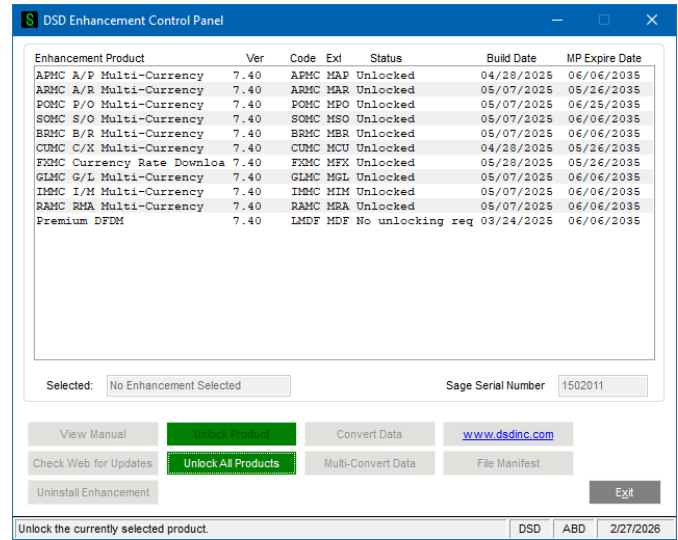 DSD Enhancement Control Panel
Enhancement Product Ver Code Ext Status Build Date MP Expire Date
APMC A/P Multi-Currency 7.40 APMC MAP Unlocked 04/28/2025 06/06/2035
ARMC A/R Multi-Currency 7.40 ARMC MAR Unlocked 05/07/2025 05/26/2035
POMC P/O Multi-Currency 7.40 POMC MPO Unlocked 05/07/2025 06/25/2035
SOMC S/O Multi-Currency 7.40 SOMC MSO Unlocked 05/07/2025 06/06/2035
BRMC B/R Multi-Currency 7.40 BRMC MBR Unlocked 05/07/2025 06/06/2035
CUMC C/X Multi-Currency 7.40 CUMC MCU Unlocked 04/28/2025 05/26/2035
FXMC Currency Rate Downloa 7.40 FXMC MFX Unlocked 05/28/2025 05/26/2035
GLMC G/L Multi-Currency 7.40 GLMC MGL Unlocked 05/07/2025 06/06/2035
IMMC I/M Multi-Currency 7.40 IMMC MIM Unlocked 05/07/2025 06/06/2035
RAMC RMA Multi-Currency 7.40 RAMC MRA Unlocked 05/07/2025 06/06/2035
Premium DFDM 7.40 LMDF MDF No unlocking req 03/24/2025 06/06/2035
Selected: No Enhancement Selected Sage Serial Number 1502011
View Manual Unlock Product Convert Data www.dsdinc.com
Check Web for Updates Unlock All Products Multi-Convert Data File Manifest
Uninstall Enhancement Exit
Unlock the currently selected product. DSD ABD 2/27/2026